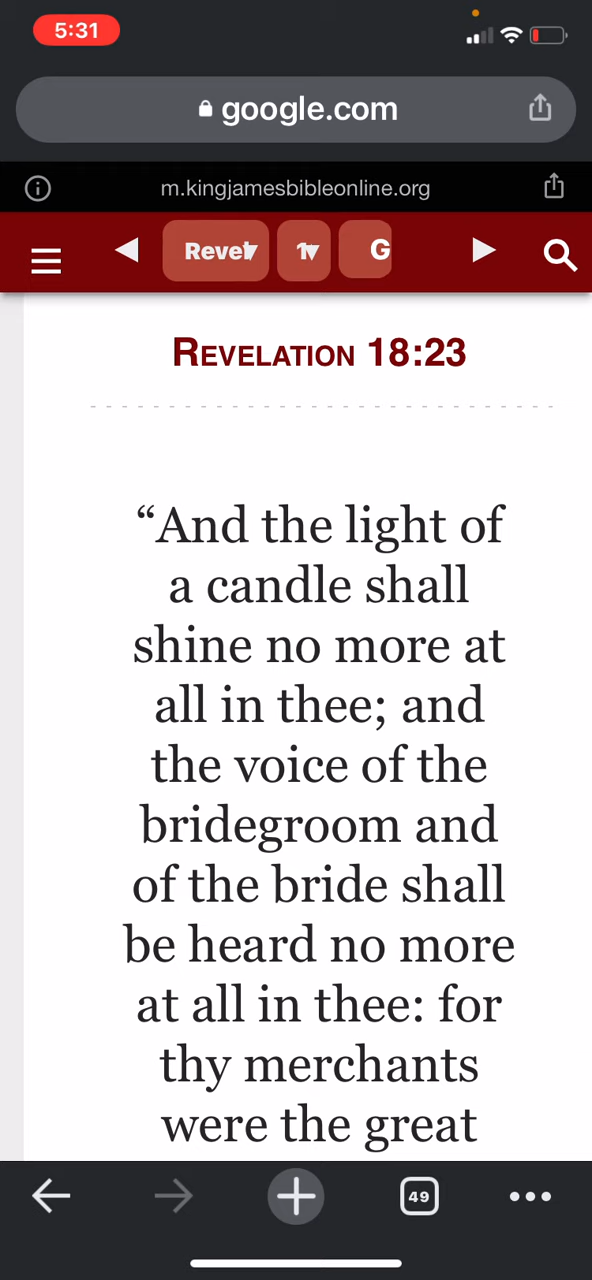 5:31
google.com
m.kingjamesbibleonline.org
Revel 1 G
REVELATION 18:23
“And the light of
a candle shall
shine no more at
all in thee; and
the voice of the
bridegroom and
of the bride shall
be heard no more
at all in thee: for
thy merchants
were the great
49